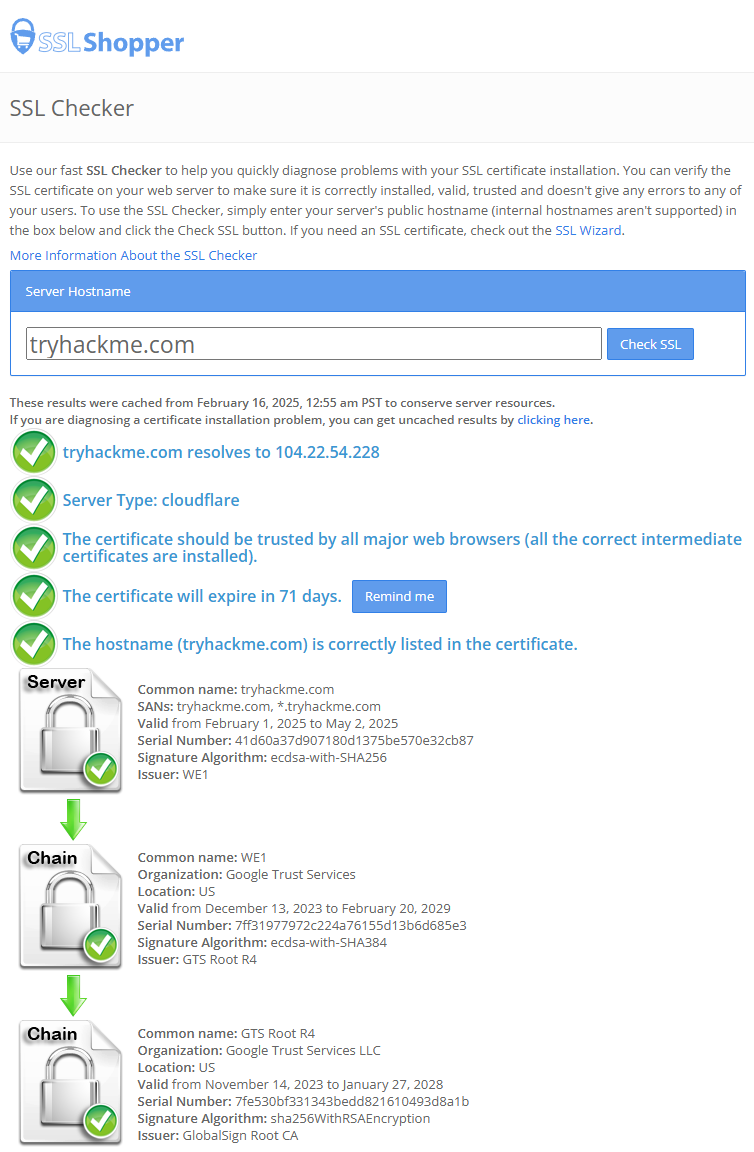 SSLShopper
SSL Checker
Use our fast SSL Checker to help you quickly diagnose problems with your SSL certificate installation. You can verify the
SSL certificate on your web server to make sure it is correctly installed, valid, trusted and doesn't give any errors to any of
your users. To use the SSL Checker, simply enter your server's public hostname (internal hostnames aren't supported) in
the box below and click the Check SSL button. If you need an SSL certificate, check out the SSL Wizard.
More Information About the SSL Checker
Server Hostname
tryhackme.com Check SSL
These results were cached from February 16, 2025, 12:55 am PST to conserve server resources.
If you are diagnosing a certificate installation problem, you can get uncached results by clicking here.
tryhackme.com resolves to 104.22.54.228
Server Type: cloudflare
The certificate should be trusted by all major web browsers (all the correct intermediate
certificates are installed).
The certificate will expire in 71 days. Remind me
The hostname (tryhackme.com) is correctly listed in the certificate.
Server
Common name: tryhackme.com
SANs: tryhackme.com, *.tryhackme.com
Valid from February 1, 2025 to May 2, 2025
Serial Number: 41d60a37d907180d1375be570e32cb87
Signature Algorithm: ecdsa-with-SHA256
Issuer: WE1
Chain
Common name: WE1
Organization: Google Trust Services
Location: US
Valid from December 13, 2023 to February 20, 2029
Serial Number: 7ff31977972c224a76155d13b6d685e3
Signature Algorithm: ecdsa-with-SHA384
Issuer: GTS Root R4
Chain
Common name: GTS Root R4
Organization: Google Trust Services LLC
Location: US
Valid from November 14, 2023 to January 27, 2028
Serial Number: 7fe530bf331343bedd821610493d8a1b
Signature Algorithm: sha256WithRSAEncryption
Issuer: GlobalSign Root CA